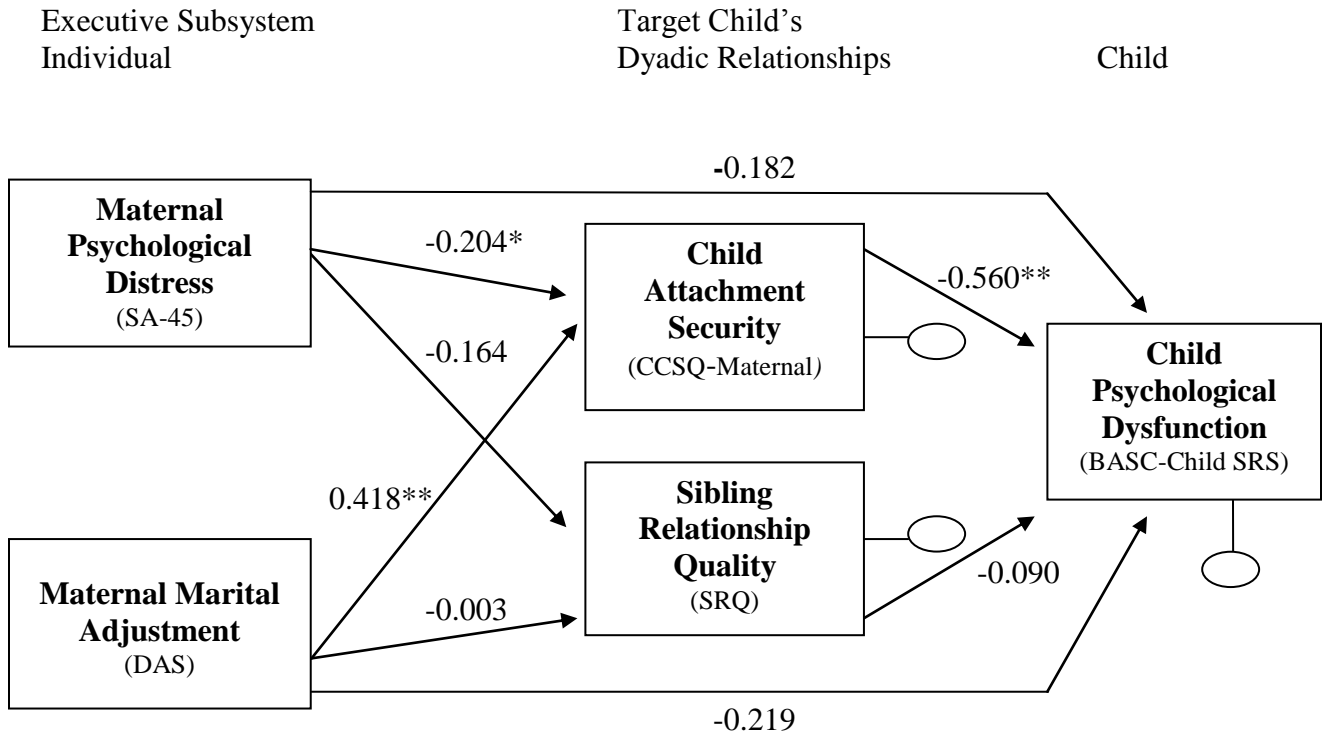 Executive Subsystem
Individual
Target Child’s
Dyadic Relationships
Child
-0.182
Maternal
Psychological
Distress
(SA-45)
-0.204*
-0.164
Child
Attachment
Security
(CCSQ-Maternal)
-0.560**
Child
Psychological
Dysfunction
(BASC-Child SRS)
0.418**
Sibling
Relationship
Quality
(SRQ)
-0.090
Maternal Marital
Adjustment
(DAS)
-0.003
-0.219